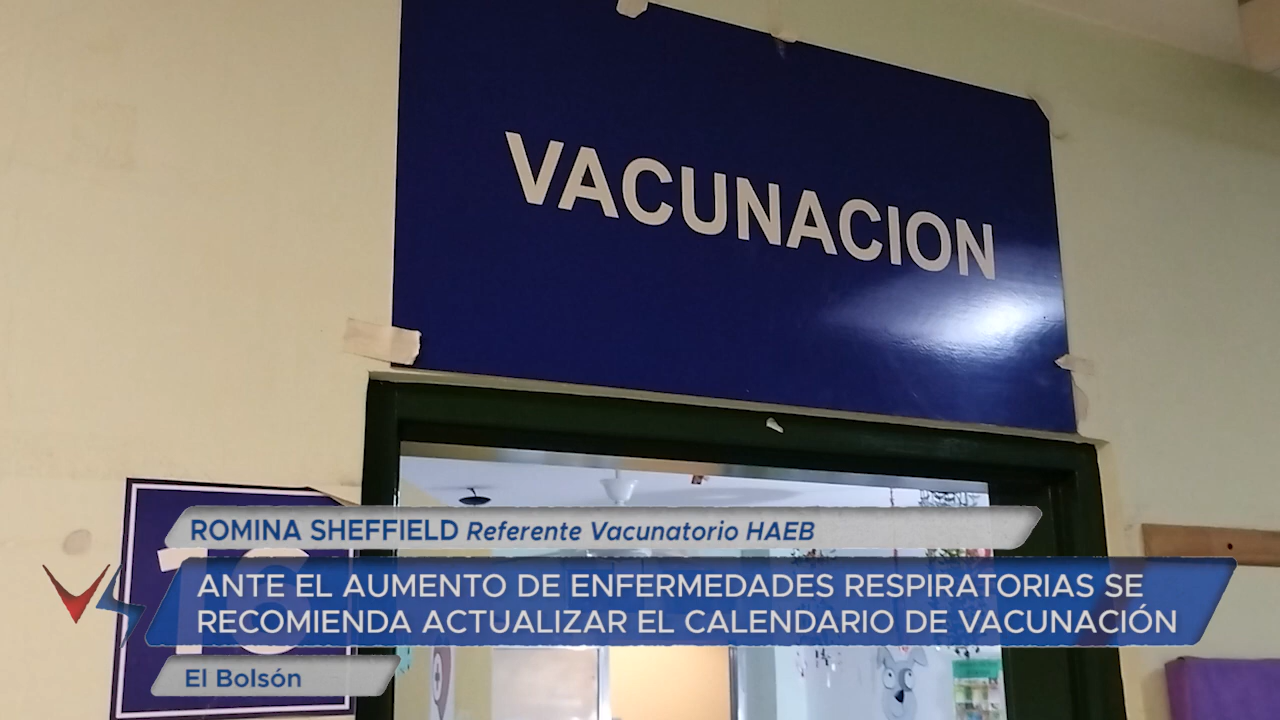 VACUNACION
16
ROMINA SHEFFIELD Referente Vacunatorio HAEB
ANTE EL AUMENTO DE ENFERMEDADES RESPIRATORIAS SE
RECOMIENDA ACTUALIZAR EL CALENDARIO DE VACUNACIÓN
El Bolsón